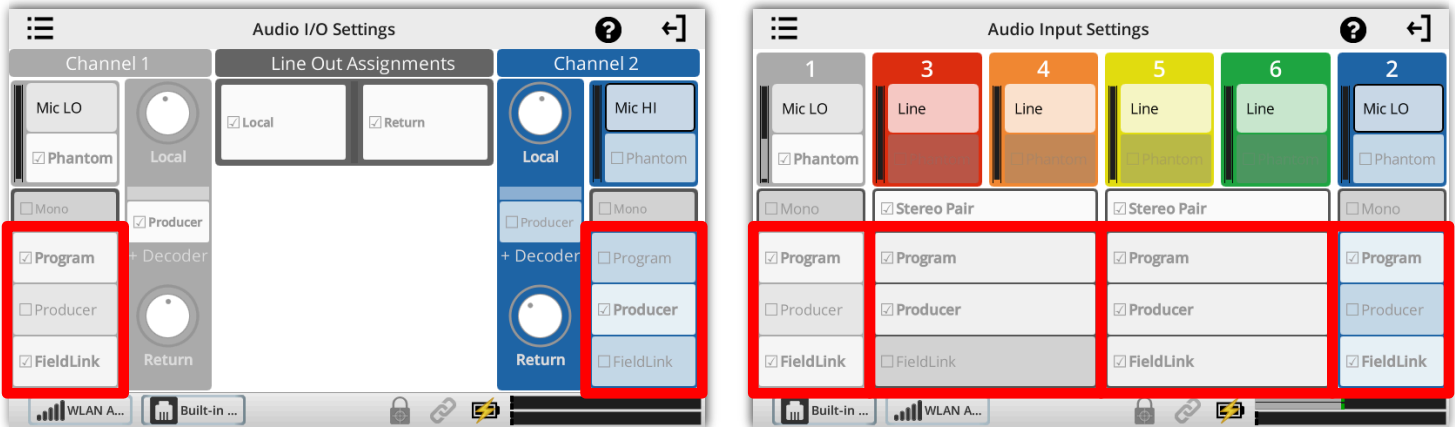 Audio I/O Settings
Channel 1
Line Out Assignments
Channel 2
Mic LO
Phantom
Local
Local
Return
Local
Mic HI
Phantom
Mono
Producer
Producer
Mono
Program
Producer
FieldLink
+ Decoder
Return
+ Decoder
Return
Program
Producer
FieldLink
WLAN A...
Built-in ...
Audio Input Settings
1
3
4
5
6
2
Mic LO
Line
Line
Line
Line
Mic LO
Phantom
Phantom
Phantom
Phantom
Mono
Stereo Pair
Stereo Pair
Mono
Program
Program
Program
Program
Producer
Producer
Producer
Producer
FieldLink
FieldLink
FieldLink
FieldLink
Built-in ...
WLAN A...